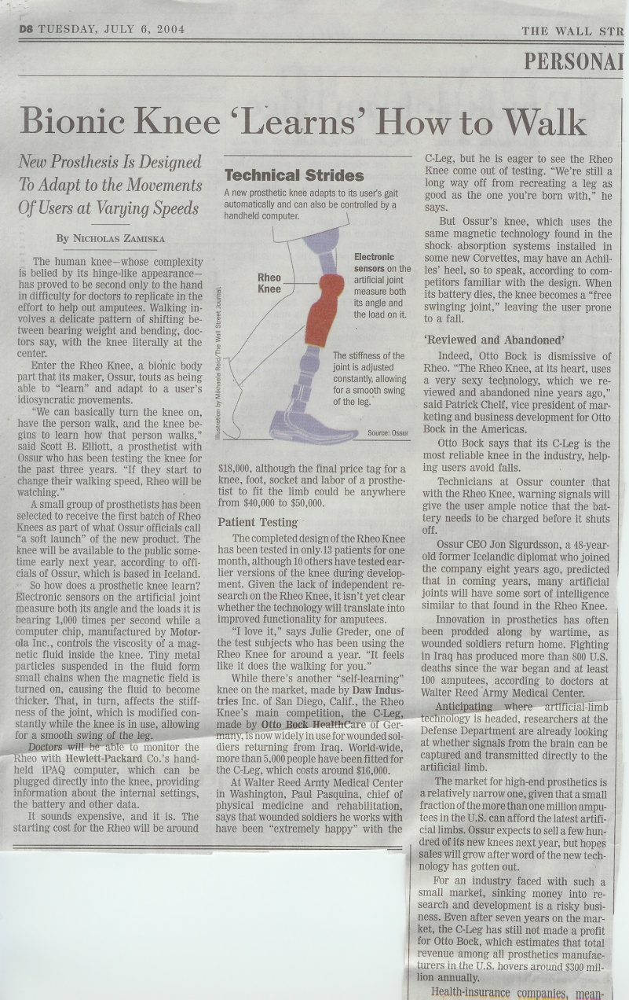 D8 TUESDAY, JULY 6, 2004
THE WALL STR
PERSONAL
Bionic Knee ‘Learns’ How to Walk
New Prosthesis Is Designed
To Adapt to the Movements
Of Users at Varying Speeds
By NICHOLAS ZAMISKA
The human knee—whose complexity
is belied by its hinge-like appearance—
has proved to be second only to the hand
in difficulty for doctors to replicate in the
effort to help out amputees. Walking in-
volves a delicate pattern of shifting be-
tween bearing weight and bending, doc-
tors say, with the knee literally at the
center.
Enter the Rheo Knee, a bionic body
part that its maker, Ossur, touts as being
able to “learn” and adapt to a user’s
idiosyncratic movements.
“We can basically turn the knee on,
have the person walk, and the knee be-
gins to learn how that person walks,”
said Scott B. Elliott, a prosthetist with
Ossur who has been testing the knee for
the past three years. “If they start to
change their walking speed, Rheo will be
watching.”
A small group of prosthetists has been
selected to receive the first batch of Rheo
Knees as part of what Ossur officials call
“a soft launch” of the new product. The
knee will be available to the public some-
time early next year, according to offi-
cials of Ossur, which is based in Iceland.
So how does a prosthetic knee learn?
Electronic sensors on the artificial joint
measure both its angle and the loads it is
bearing 1,000 times per second while a
computer chip, manufactured by Motor-
ola Inc., controls the viscosity of a mag-
netic fluid inside the knee. Tiny metal
particles suspended in the fluid form
small chains when the magnetic field is
turned on, causing the fluid to become
thicker. That, in turn, affects the stiff-
ness of the joint, which is modified con-
stantly while the knee is in use, allowing
for a smooth swing of the leg.
Doctors will be able to monitor the
Rheo with Hewlett-Packard Co.’s hand-
held iPAQ computer, which can be
plugged directly into the knee, providing
information about the internal settings,
the battery and other data.
It sounds expensive, and it is. The
starting cost for the Rheo will be around
Technical Strides
A new prosthetic knee adapts to its user’s gait
automatically and can also be controlled by a
handheld computer.
Rheo
Knee
Electronic
sensors on the
artificial joint
measure both
its angle and
the load on it.
The stiffness of the
joint is adjusted
constantly, allowing
for a smooth swing
of the leg.
Source: Ossur
Illustration by Mikhaela Reid/The Wall Street Journal.
$18,000, although the final price tag for a
knee, foot, socket and labor of a prosthe-
tist to fit the limb could be anywhere
from $40,000 to $50,000.
Patient Testing
The completed design of the Rheo Knee
has been tested in only 13 patients for one
month, although 10 others have tested ear-
lier versions of the knee during develop-
ment. Given the lack of independent re-
search on the Rheo Knee, it isn’t yet clear
whether the technology will translate into
improved functionality for amputees.
“I love it,” says Julie Greder, one of
the test subjects who has been using the
Rheo Knee for around a year. “It feels
like it does the walking for you.”
While there’s another “self-learning”
knee on the market, made by Daw Indus-
tries Inc. of San Diego, Calif., the Rheo
Knee’s main competition, the C-Leg,
made by Otto Bock HealthCare of Ger-
many, is now widely in use for wounded sol-
diers returning from Iraq. World-wide,
more than 5,000 people have been fitted for
the C-Leg, which costs around $16,000.
At Walter Reed Army Medical Center
in Washington, Paul Pasquina, chief of
physical medicine and rehabilitation,
says that wounded soldiers he works with
have been “extremely happy” with the
C-Leg, but he is eager to see the Rheo
Knee come out of testing. “We’re still a
long way off from recreating a leg as
good as the one you’re born with,” he
says.
But Ossur’s knee, which uses the
same magnetic technology found in the
shock- absorption systems installed in
some new Corvettes, may have an Achil-
les’ heel, so to speak, according to com-
petitors familiar with the design. When
its battery dies, the knee becomes a “free
swinging joint,” leaving the user prone
to a fall.
‘Reviewed and Abandoned’
Indeed, Otto Bock is dismissive of
Rheo. “The Rheo Knee, at its heart, uses
a very sexy technology, which we re-
viewed and abandoned nine years ago,”
said Patrick Chelf, vice president of mar-
keting and business development for Otto
Bock in the Americas.
Otto Bock says that its C-Leg is the
most reliable knee in the industry, help-
ing users avoid falls.
Technicians at Ossur counter that
with the Rheo Knee, warning signals will
give the user ample notice that the bat-
tery needs to be charged before it shuts
off.
Ossur CEO Jon Sigurdsson, a 48-year-
old former Icelandic diplomat who joined
the company eight years ago, predicted
that in coming years, many artificial
joints will have some sort of intelligence
similar to that found in the Rheo Knee.
Innovation in prosthetics has often
been prodded along by wartime, as
wounded soldiers return home. Fighting
in Iraq has produced more than 800 U.S.
deaths since the war began and at least
100 amputees, according to doctors at
Walter Reed Army Medical Center.
Anticipating where artificial-limb
technology is headed, researchers at the
Defense Department are already looking
at whether signals from the brain can be
captured and transmitted directly to the
artificial limb.
The market for high-end prosthetics is
a relatively narrow one, given that a small
fraction of the more than one million ampu-
tees in the U.S. can afford the latest artifi-
cial limbs. Ossur expects to sell a few hun-
dred of its new knees next year, but hopes
sales will grow after word of the new tech-
nology has gotten out.
For an industry faced with such a
small market, sinking money into re-
search and development is a risky busi-
ness. Even after seven years on the mar-
ket, the C-Leg has still not made a profit
for Otto Bock, which estimates that total
revenue among all prosthetics manufac-
turers in the U.S. hovers around $300 mil-
lion annually.
Health-insurance companies, mean-